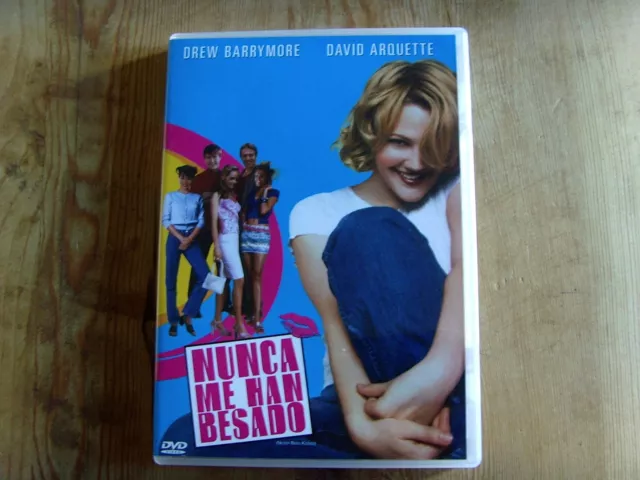 DREW BARRYMORE DAVID ARQUETTE
NUNCA
ME HAN
BESADO
DVD